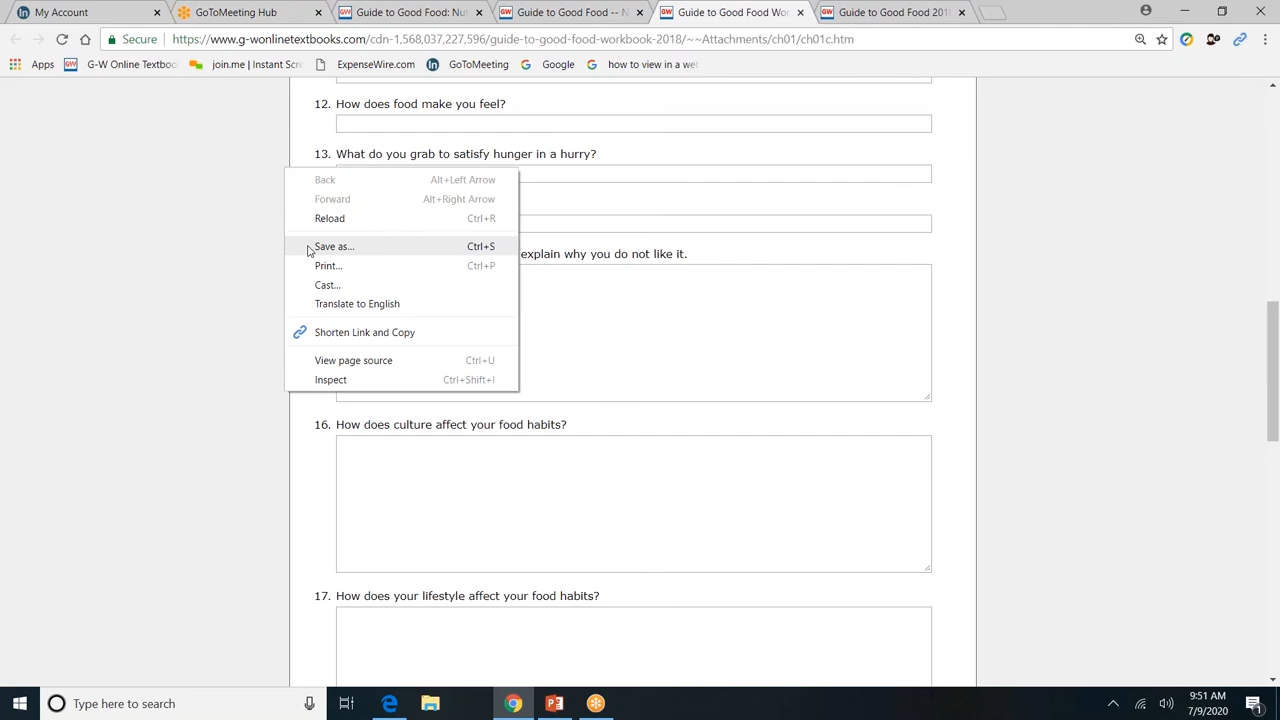 My Account
GoToMeeting Hub
Guide to Good Food: Nut
Guide to Good Food -- N
Guide to Good Food Wor
Guide to Good Food 201
Secure
https://www.g-wonlinetextbooks.com/cdn-1,568,037,227,596/guide-to-good-food-workbook-2018/~~Attachments/ch01/ch01c.htm
Apps
G-W Online Textboo
join.me | Instant Scr
ExpenseWire.com
GoToMeeting
Google
how to view in a we
12. How does food make you feel?
13. What do you grab to satisfy hunger in a hurry?
Back Alt+Left Arrow
Forward Alt+Right Arrow
Reload Ctrl+R
Save as... Ctrl+S
explain why you do not like it.
Print... Ctrl+P
Cast...
Translate to English
Shorten Link and Copy
View page source Ctrl+U
Inspect Ctrl+Shift+I
16. How does culture affect your food habits?
17. How does your lifestyle affect your food habits?
Type here to search
9:51 AM
7/9/2020